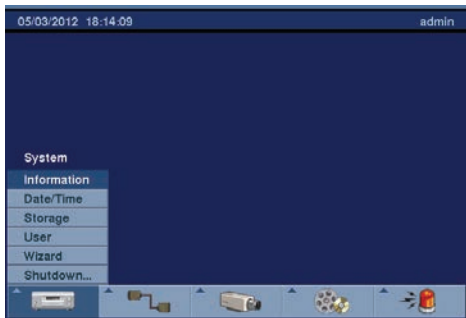 05/03/2012 18:14:09 admin
System
Information
Date/Time
Storage
User
Wizard
Shutdown...